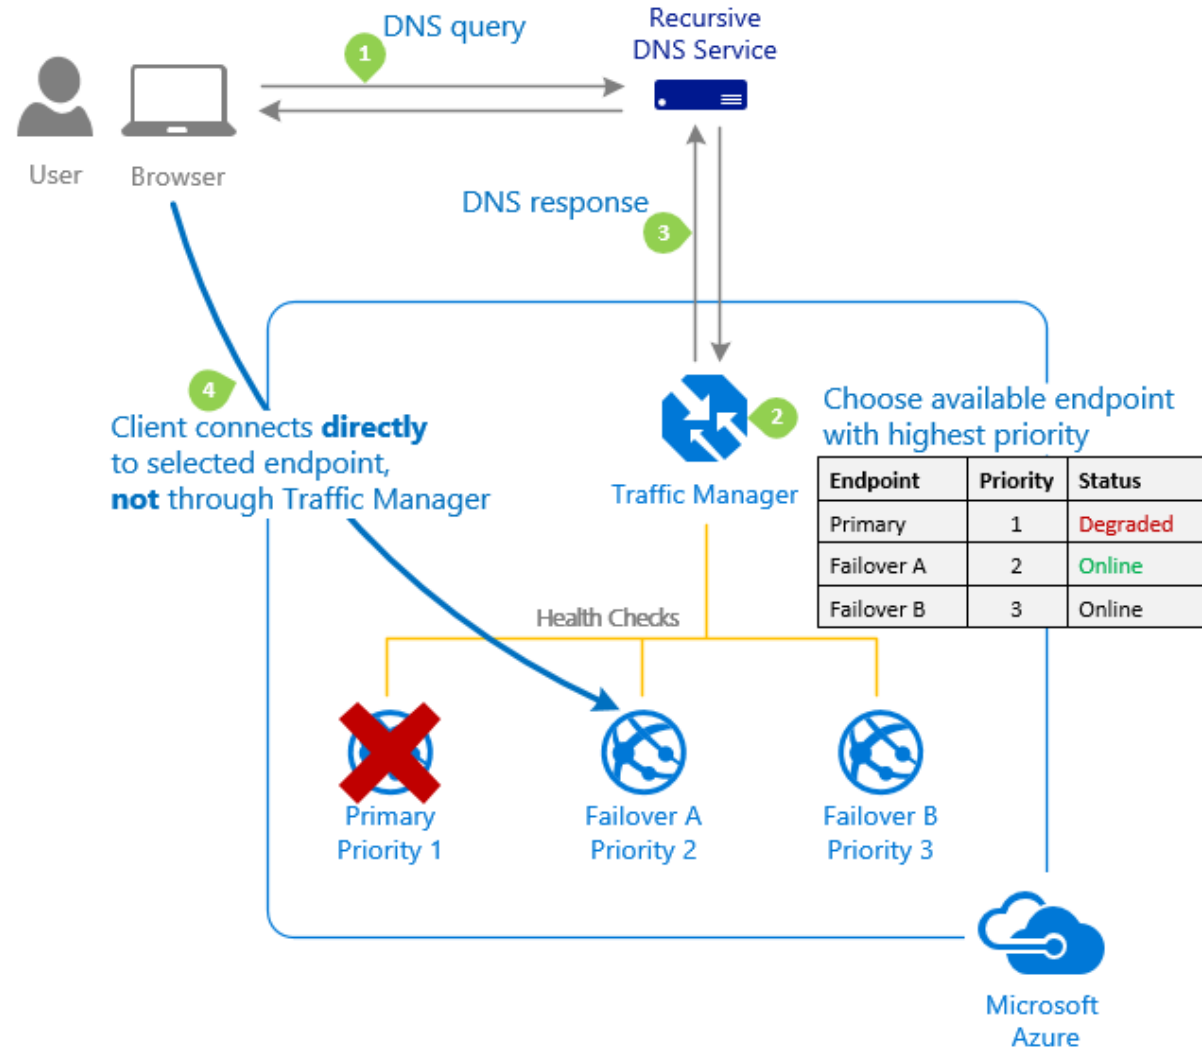 DNS query
1
Recursive
DNS Service
User
Browser
DNS response
3
4
Client connects directly
to selected endpoint,
not through Traffic Manager
2
Traffic Manager
Choose available endpoint
with highest priority
Endpoint Priority Status
Primary 1 Degraded
Failover A 2 Online
Failover B 3 Online
Health Checks
Primary
Priority 1
Failover A
Priority 2
Failover B
Priority 3
Microsoft
Azure